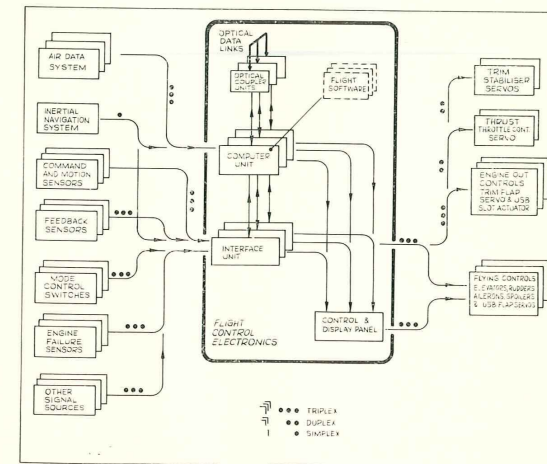 AIR DATA
SYSTEM
INERTIAL
NAVIGATION
SYSTEM
COMMAND
AND MOTION
SENSORS
FEEDBACK
SENSORS
MODE
CONTROL
SWITCHES
ENGINE
FAILURE
SENSORS
OTHER
SIGNAL
SOURCES
OPTICAL
DATA
LINKS
OPTICAL
COUPLER
UNITS
FLIGHT
SOFTWARE
COMPUTER
UNIT
INTERFACE
UNIT
FLIGHT
CONTROL
ELECTRONICS
CONTROL &
DISPLAY PANEL
TRIM
STABILISER
SERVOS
THRUST
THROTTLE CONT.
SERVO
ENGINE OUT
CONTROLS
TRIM FLAP
SERVO & USB
SLOT ACTUATOR
FLYING CONTROLS
ELEVATORS, RUDDERS
AILERONS, SPOILERS
& USB FLAP SERVOS
TRIPLEX
DUPLEX
SIMPLEX